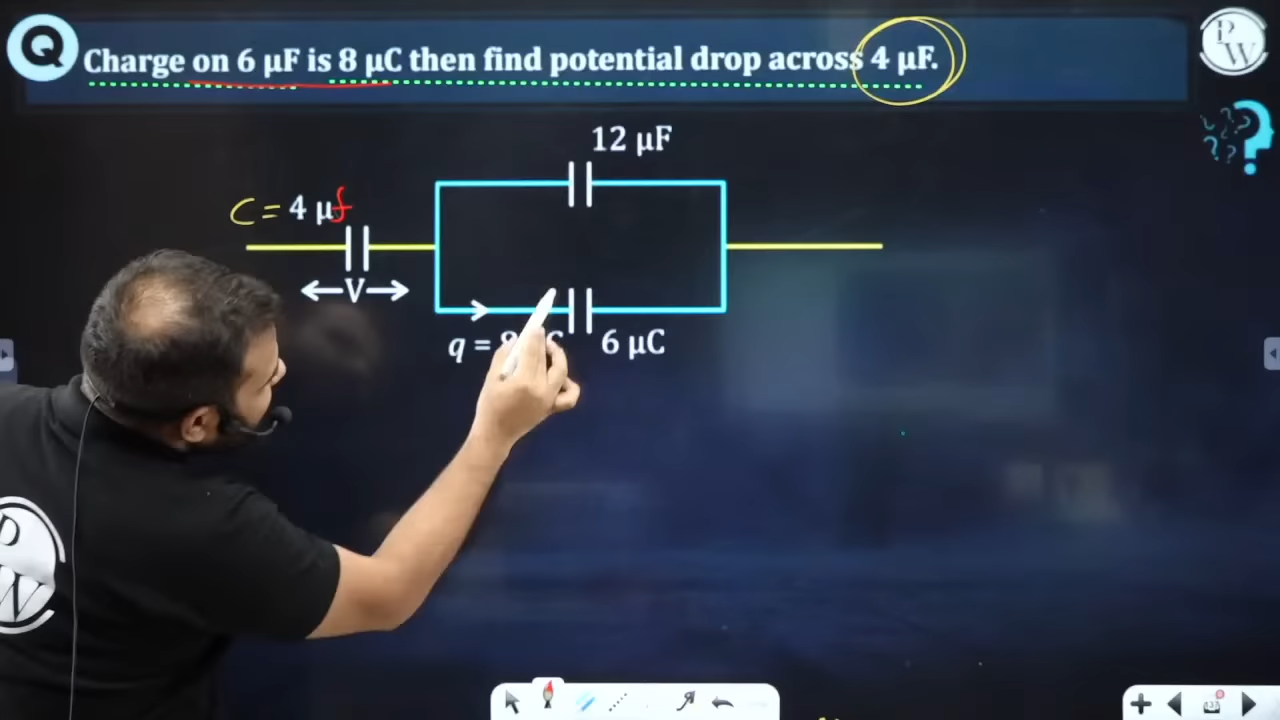 Q
Charge on 6 μF is 8 μC then find potential drop across 4 μF.
P
W
12 μF
C = 4 μf
V
q =
6 μC
P
W